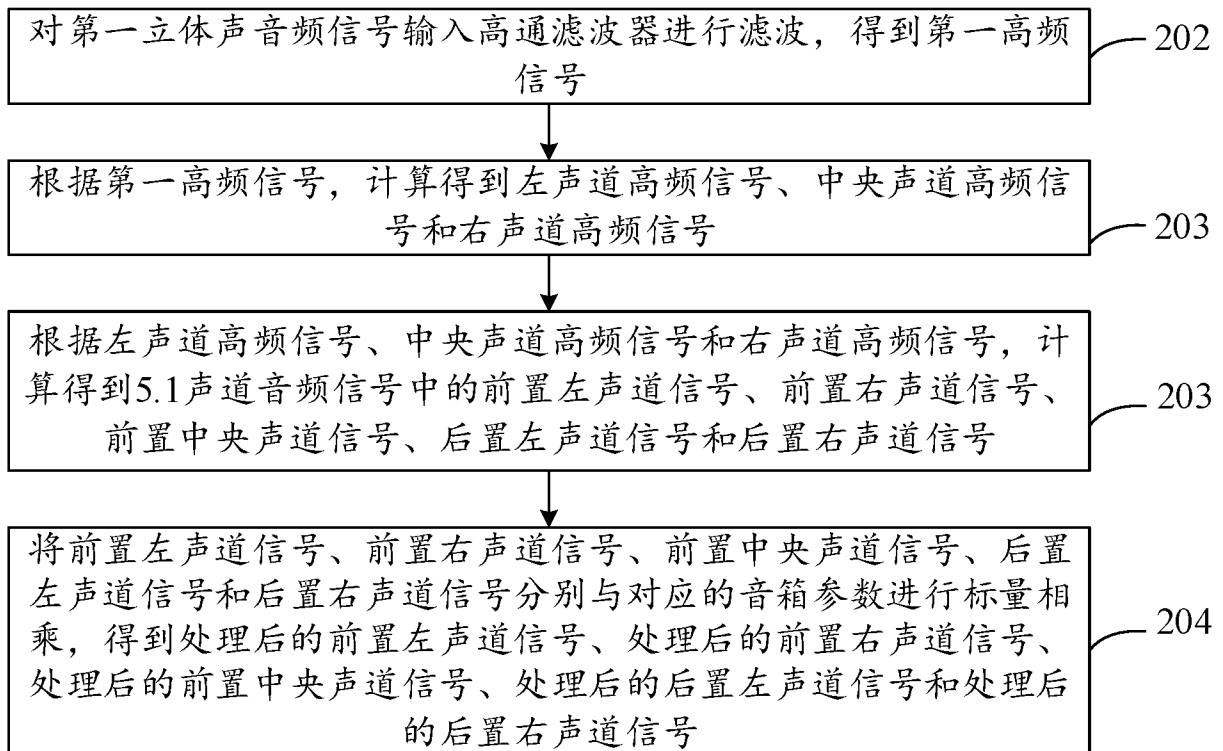 对第一立体声音频信号输入高通滤波器进行滤波，得到第一高频
信号
202
根据第一高频信号，计算得到左声道高频信号、中央声道高频信
号和右声道高频信号
203
根据左声道高频信号、中央声道高频信号和右声道高频信号，计
算得到5.1声道音频信号中的前置左声道信号、前置右声道信号、
前置中央声道信号、后置左声道信号和后置右声道信号
203
将前置左声道信号、前置右声道信号、前置中央声道信号、后置
左声道信号和后置右声道信号分别与对应的音箱参数进行标量相
乘，得到处理后的前置左声道信号、处理后的前置右声道信号、
处理后的前置中央声道信号、处理后的后置左声道信号和处理后
的后置右声道信号
204